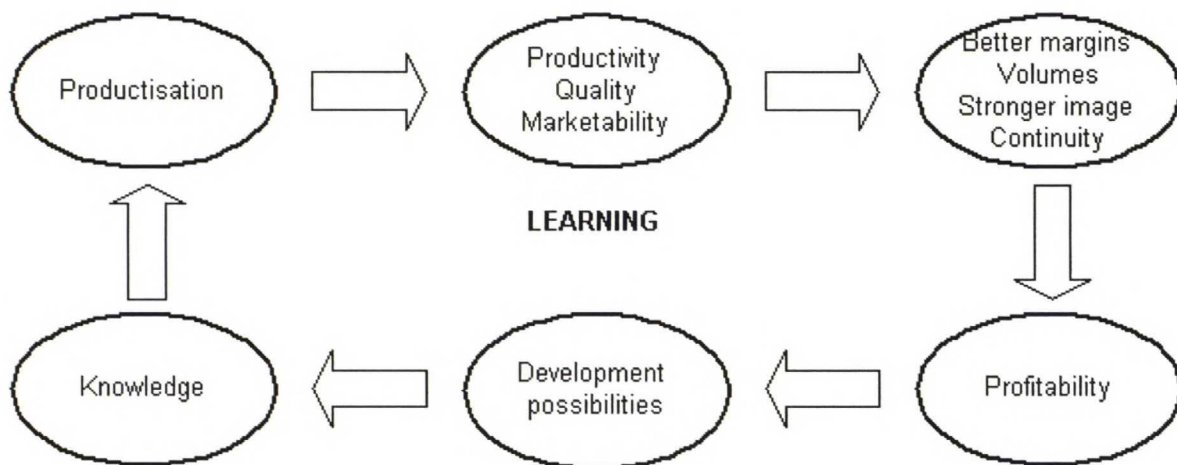 Productisation
Productivity
Quality
Marketability
Better margins
Volumes
Stronger image
Continuity
LEARNING
Knowledge
Development
possibilities
Profitability